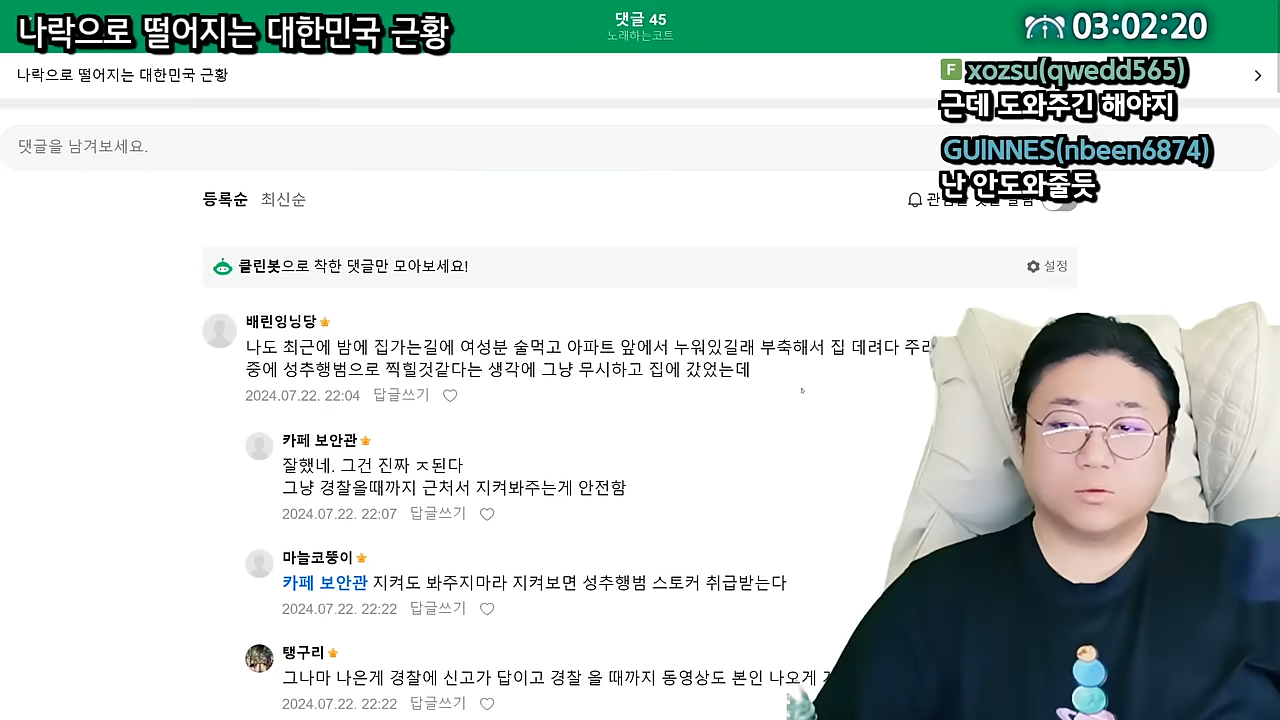 나락으로 떨어지는 대한민국 근황
댓글 45
노래하는코트
03:02:20
나락으로 떨어지는 대한민국 근황
F xozsu(qwedd565)
근데 도와주긴 해야지
댓글을 남겨보세요.
GUINNES(nbeen6874)
난 안도와줄듯
등록순 최신순
클린봇으로 착한 댓글만 모아보세요!
설정
배린잉닝당
나도 최근에 밤에 집가는길에 여성분 술먹고 아파트 앞에서 누워있길래 부축해서 집 데려다 주려
중에 성추행범으로 찍힐것같다는 생각에 그냥 무시하고 집에 갔었는데
2024.07.22. 22:04 답글쓰기
카페 보안관
잘했네. 그건 진짜 ㅈ된다
그냥 경찰올때까지 근처서 지켜봐주는게 안전함
2024.07.22. 22:07 답글쓰기
마늘코뚱이
카페 보안관 지켜도 봐주지마라 지켜보면 성추행범 스토커 취급받는다
2024.07.22. 22:22 답글쓰기
탱구리
그나마 나은게 경찰에 신고가 답이고 경찰 올 때까지 동영상도 본인 나오게
2024.07.22. 22:22 답글쓰기